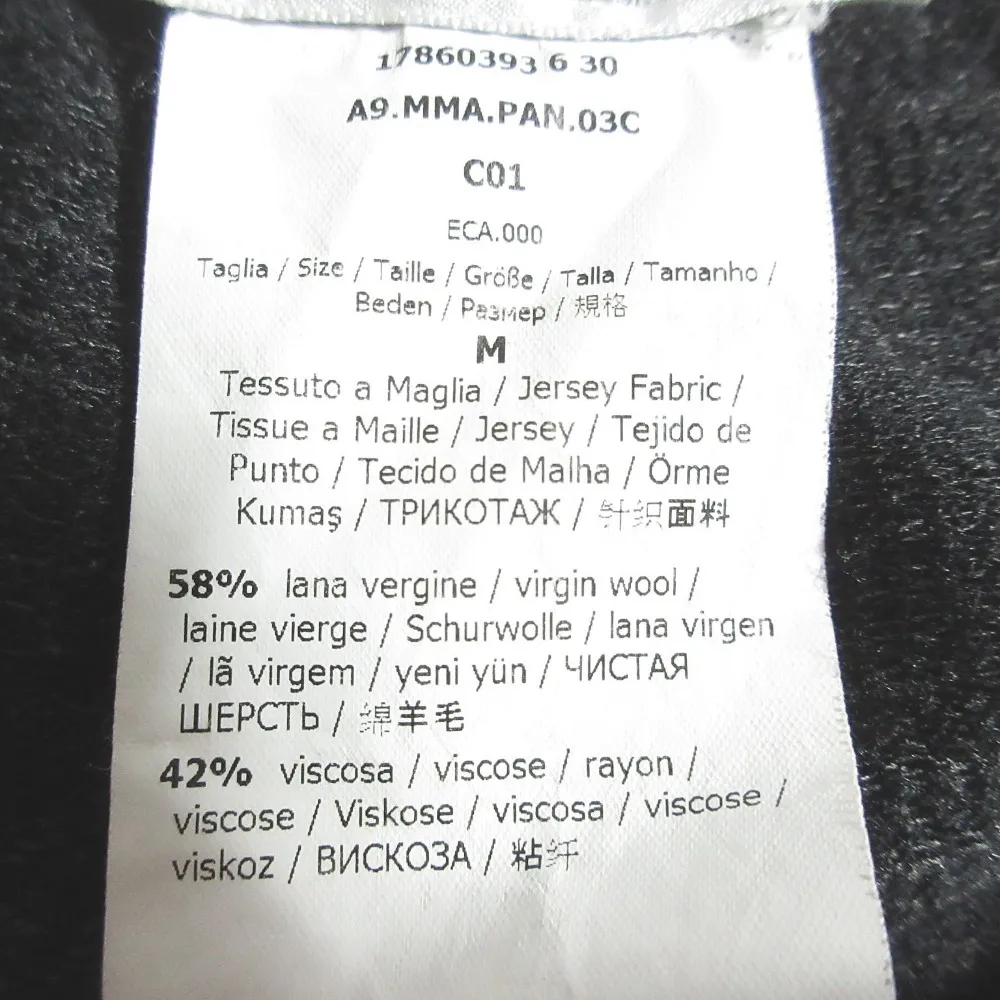 17860393 6 30
A9.MMA.PAN.03C
C01
ECA.000
Taglia / Size / Taille / Größe / Talla / Tamanho /
Beden / Размер / 規格
M
Tessuto a Maglia / Jersey Fabric /
Tissue a Maille / Jersey / Tejido de
Punto / Tecido de Malha / Örme
Kumaş / ТРИКОТАЖ / 针织面料
58% lana vergine / virgin wool /
laine vierge / Schurwolle / lana virgen
/ lã virgem / yeni yün / ЧИСТАЯ
ШЕРСТЬ / 绵羊毛
42% viscosa / viscose / rayon /
viscose / Viskose / viscosa / viscose /
viskoz / ВИСКОЗА / 粘纤